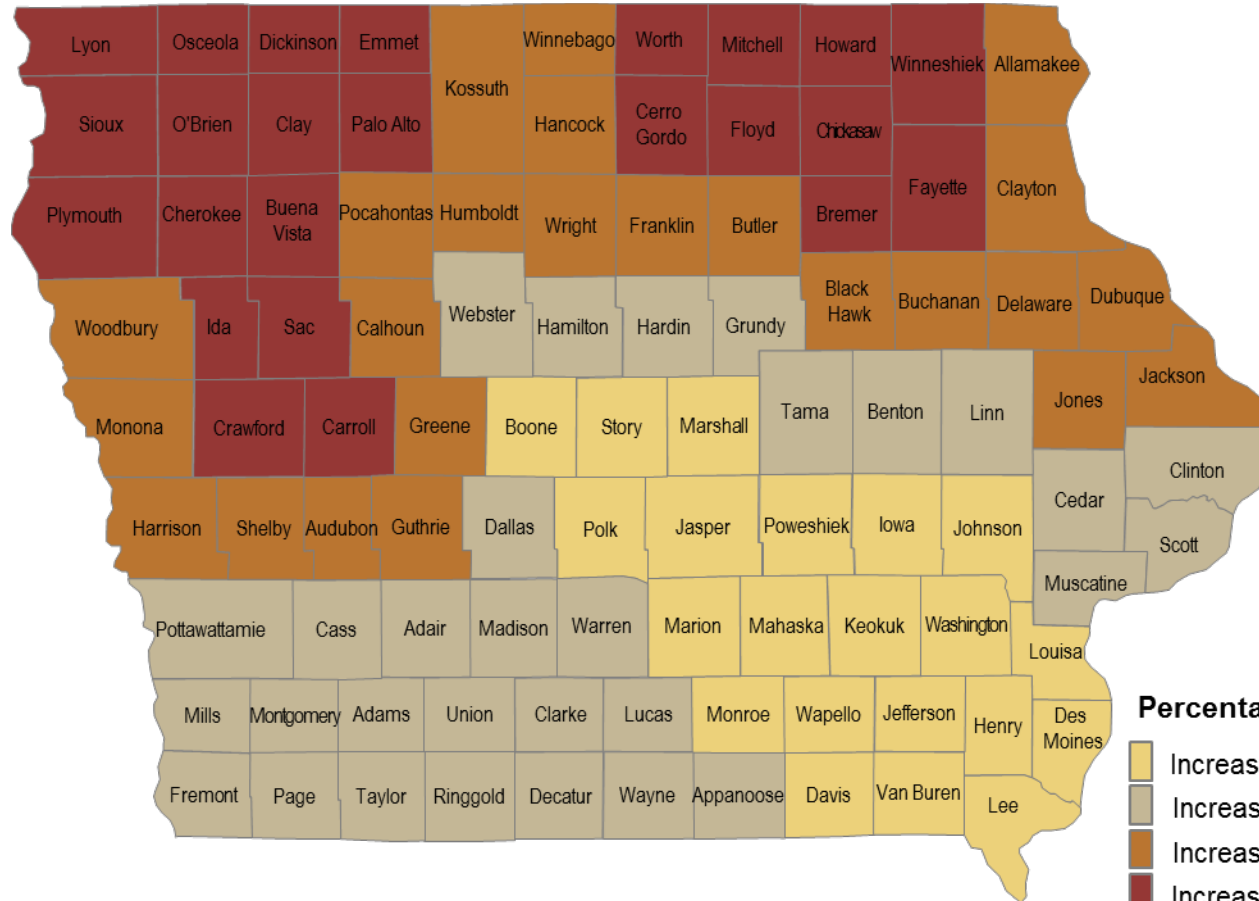 Lyon
Osceola
Dickinson
Emmet
Kossuth
Winnebago
Worth
Mitchell
Howard
Winneshiek
Allamakee
Sioux
O'Brien
Clay
Palo Alto
Hancock
Cerro
Gordo
Floyd
Chickasaw
Fayette
Clayton
Plymouth
Cherokee
Buena
Vista
Pocahontas
Humboldt
Wright
Franklin
Butler
Bremer
Woodbury
Ida
Sac
Calhoun
Webster
Hamilton
Hardin
Grundy
Black
Hawk
Buchanan
Delaware
Dubuque
Monona
Crawford
Carroll
Greene
Boone
Story
Marshall
Tama
Benton
Linn
Jones
Jackson
Harrison
Shelby
Audubon
Guthrie
Dallas
Polk
Jasper
Poweshiek
Iowa
Johnson
Cedar
Clinton
Scott
Muscatine
Pottawattamie
Cass
Adair
Madison
Warren
Marion
Mahaska
Keokuk
Washington
Louisa
Mills
Montgomery
Adams
Union
Clarke
Lucas
Monroe
Wapello
Jefferson
Henry
Des
Moines
Fremont
Page
Taylor
Ringgold
Decatur
Wayne
Appanoose
Davis
Van Buren
Lee
Percenta
Increas
Increas
Increas
Increas